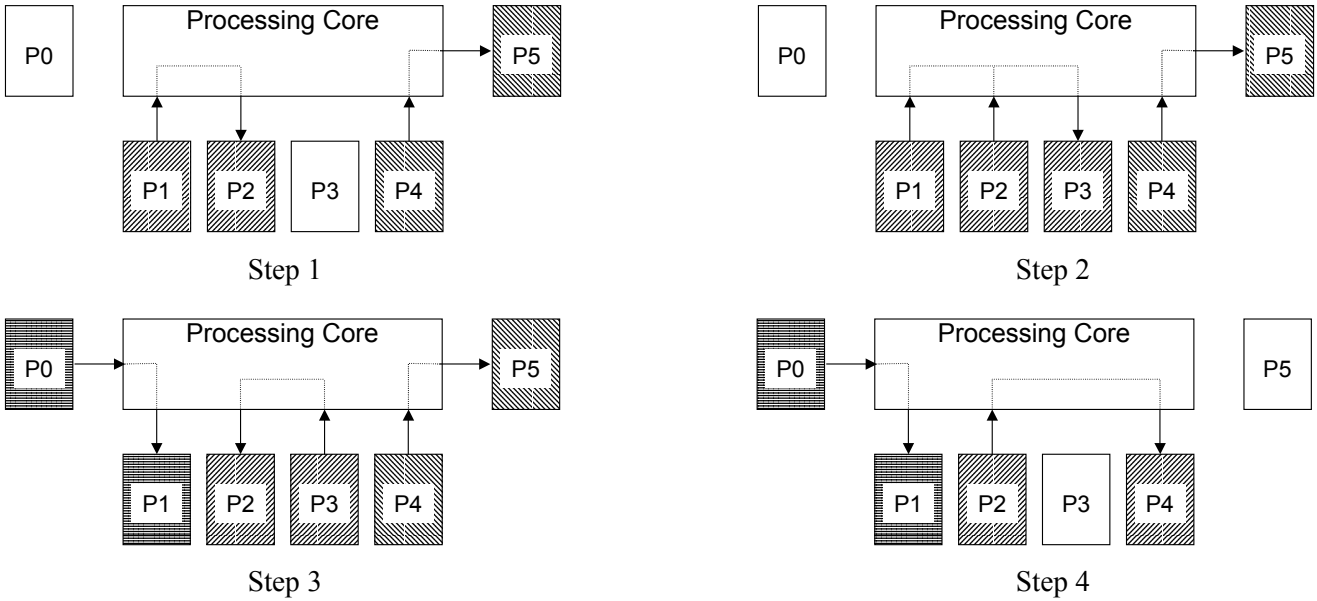 Processing Core
P0
P5
P1 P2 P3 P4
Step 1
Processing Core
P0
P5
P1 P2 P3 P4
Step 2
Processing Core
P0
P5
P1 P2 P3 P4
Step 3
Processing Core
P0
P5
P1 P2 P3 P4
Step 4